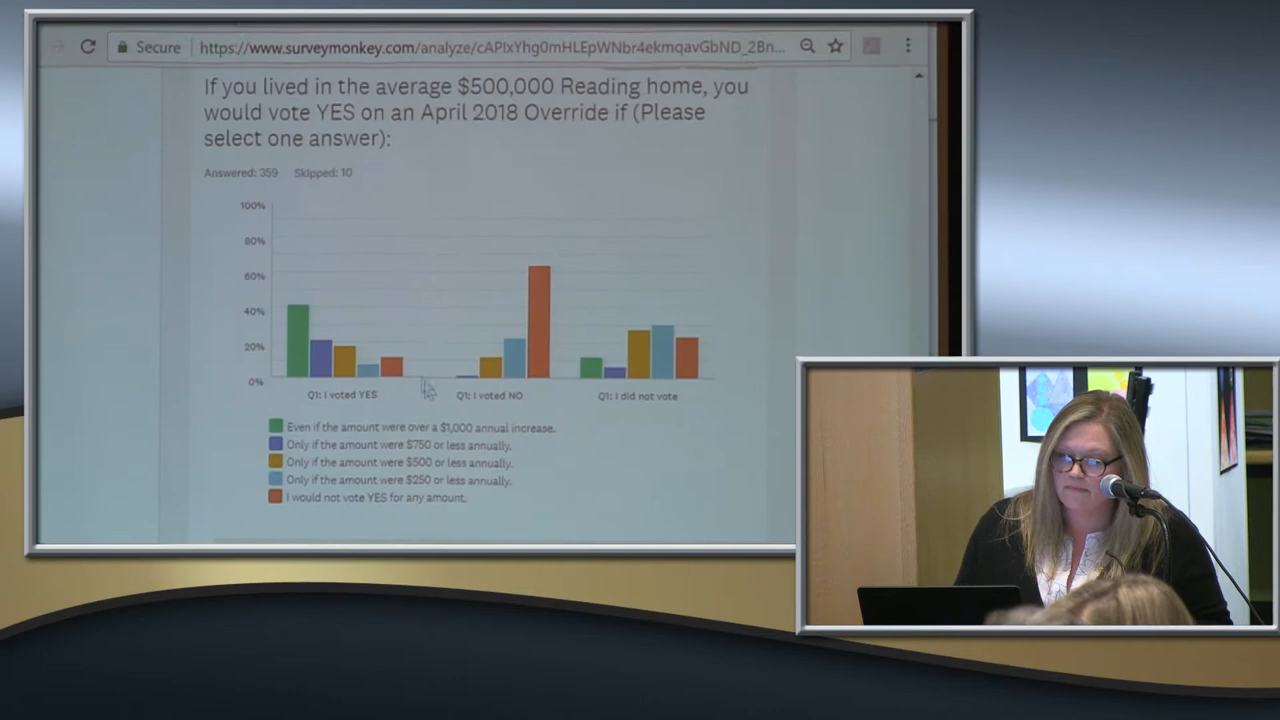 Secure
https://www.surveymonkey.com/analyze/cAPIxYhg0mHLEpWNbr4ekmqavGbND_2Bn...
If you lived in the average $500,000 Reading home, you
would vote YES on an April 2018 Override if (Please
select one answer):
Answered: 359 Skipped: 10
100%
80%
60%
40%
20%
0%
Q1: I voted YES
Q1: I voted NO
Q1: I did not vote
Even if the amount were over a $1,000 annual increase.
Only if the amount were $750 or less annually.
Only if the amount were $500 or less annually.
Only if the amount were $250 or less annually.
I would not vote YES for any amount.